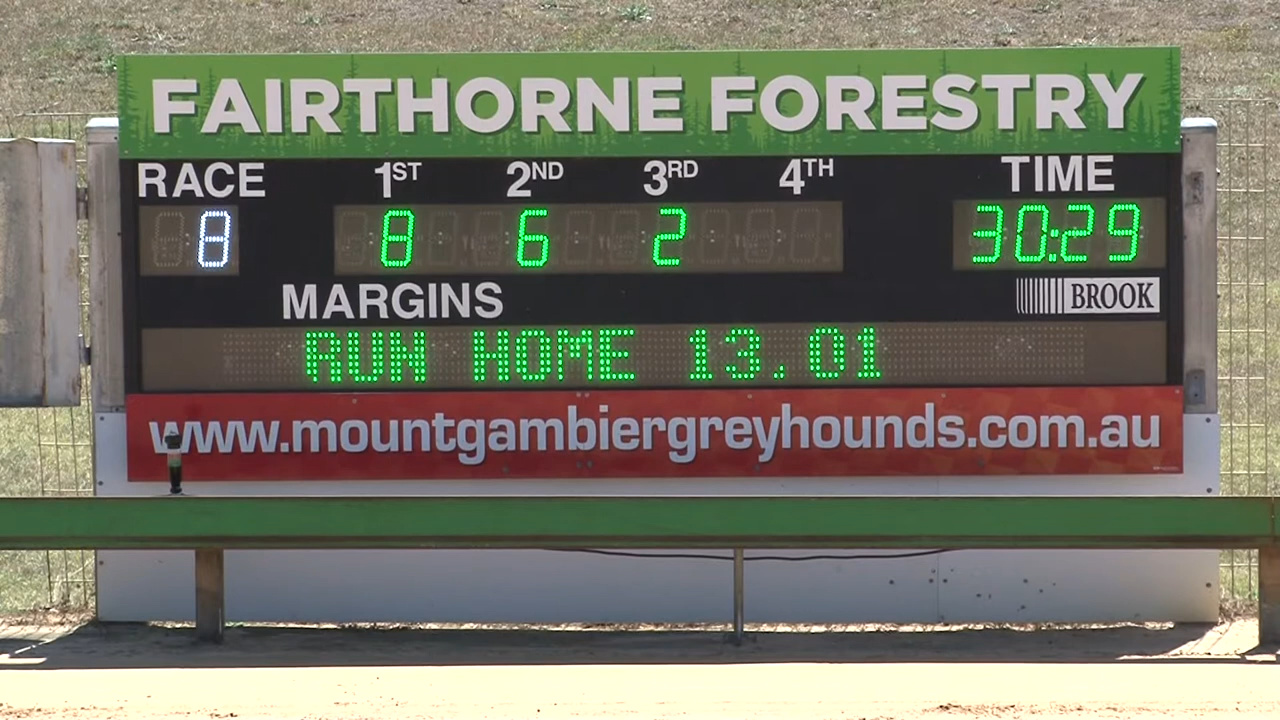 FAIRTHORNE FORESTRY
RACE 1ST 2ND 3RD 4TH TIME
8 8 6 2 30:29
MARGINS BROOK
RUN HOME 13.01
www.mountgambiergreyhounds.com.au